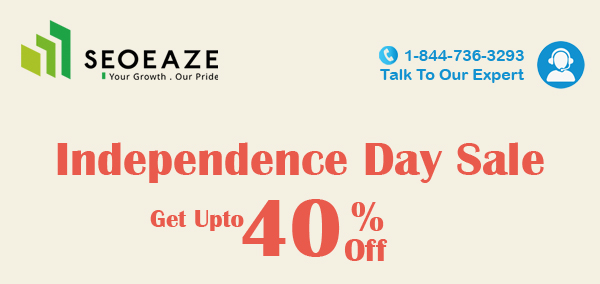 SEOEAZE
Your Growth . Our Pride
1-844-736-3293
Talk To Our Expert
Independence Day Sale
Get Upto 40 % Off